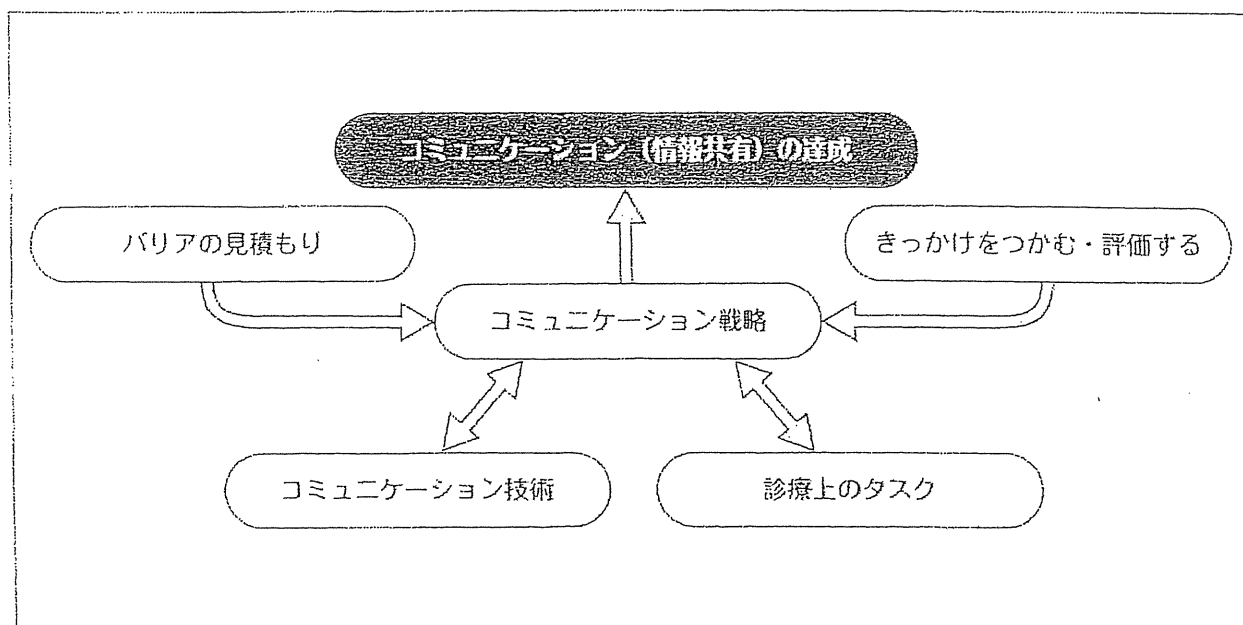 コミュニケーション（情報共有）の達成
バリアの見積もり
きっかけをつかむ・評価する
コミュニケーション戦略
コミュニケーション技術
診療上のタスク